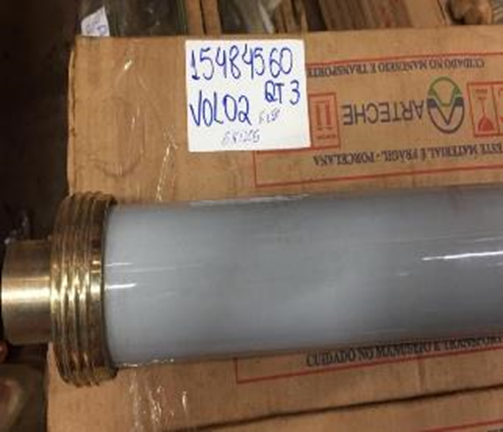 15484560
VOL02 QT 3
CUIDADO NO MANUSEIO E TRANSPORTE
ARTECHE
ESTE MATERIAL É FRÁGIL - PORCELANA
CUIDADO NO MANUSEIO E TRANSPORTE